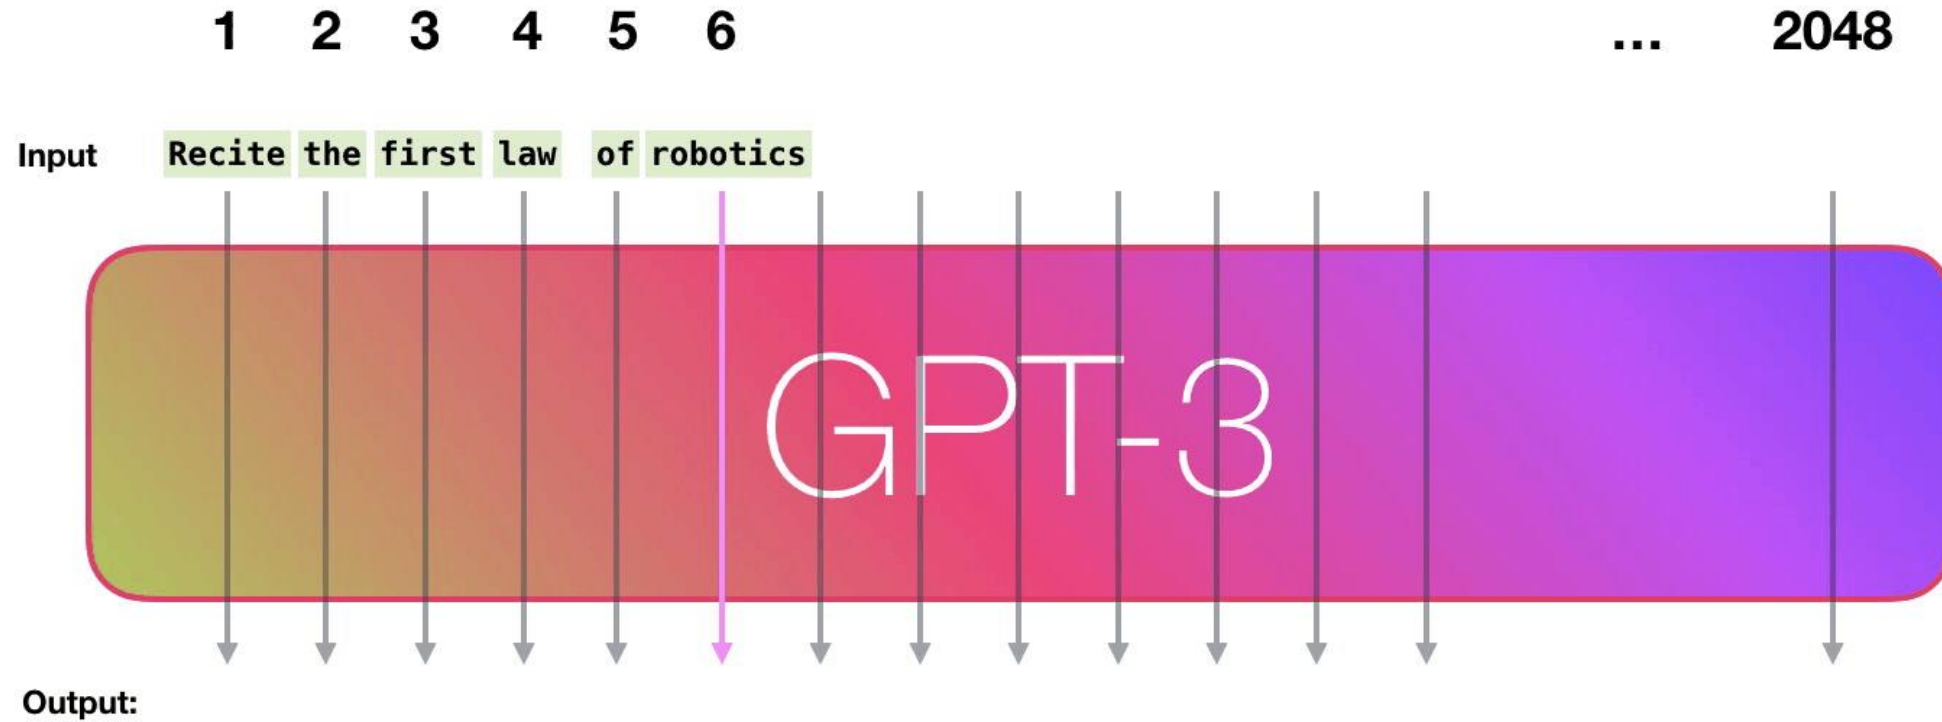 1 2 3 4 5 6 ... 2048
Input Recite the first law of robotics
GPT-3
Output: